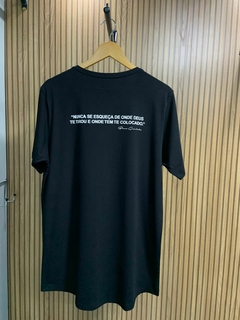 "NUNCA SE ESQUEÇA DE ONDE DEUS
TE TIROU E ONDE TEM TE COLOCADO."